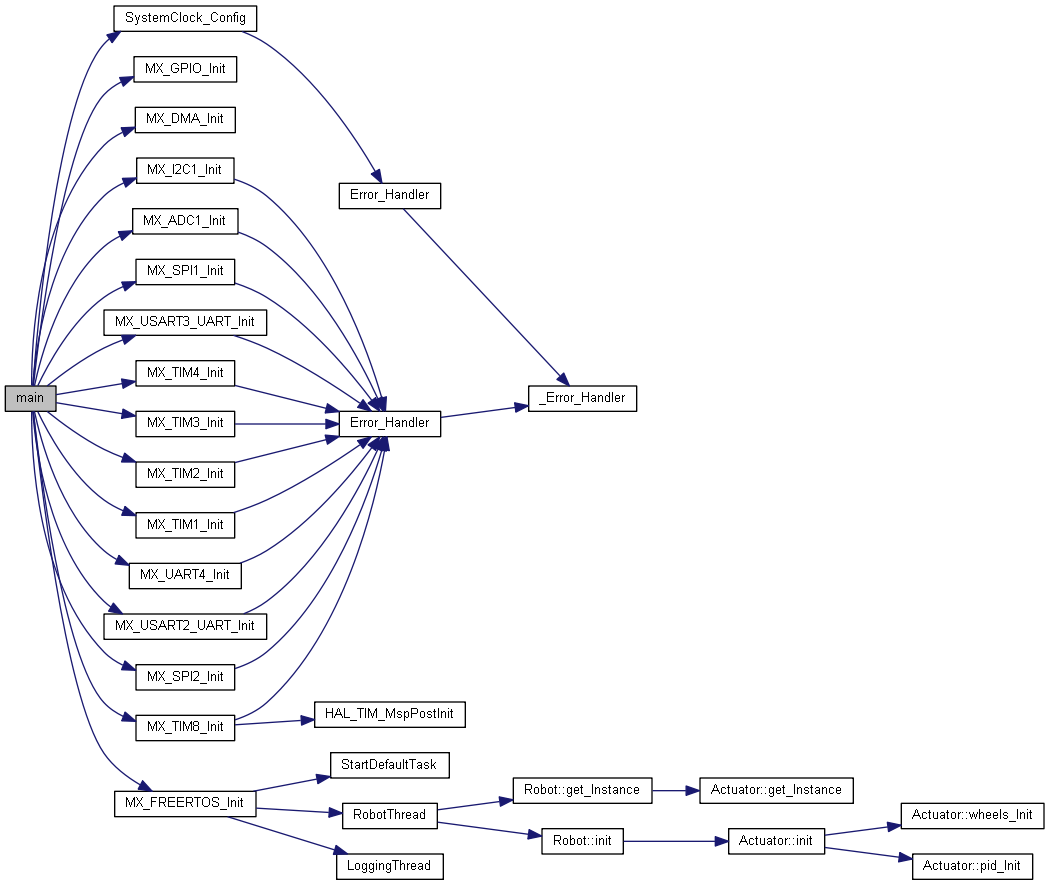 SystemClock_Config
MX_GPIO_Init
MX_DMA_Init
MX_I2C1_Init
Error_Handler
MX_ADC1_Init
MX_SPI1_Init
MX_USART3_UART_Init
MX_TIM4_Init
main
_Error_Handler
MX_TIM3_Init
Error_Handler
MX_TIM2_Init
MX_TIM1_Init
MX_UART4_Init
MX_USART2_UART_Init
MX_SPI2_Init
HAL_TIM_MspPostInit
MX_TIM8_Init
StartDefaultTask
Robot::get_Instance
Actuator::get_Instance
MX_FREERTOS_Init
RobotThread
Actuator::wheels_Init
Robot::init
Actuator::init
LoggingThread
Actuator::pid_Init